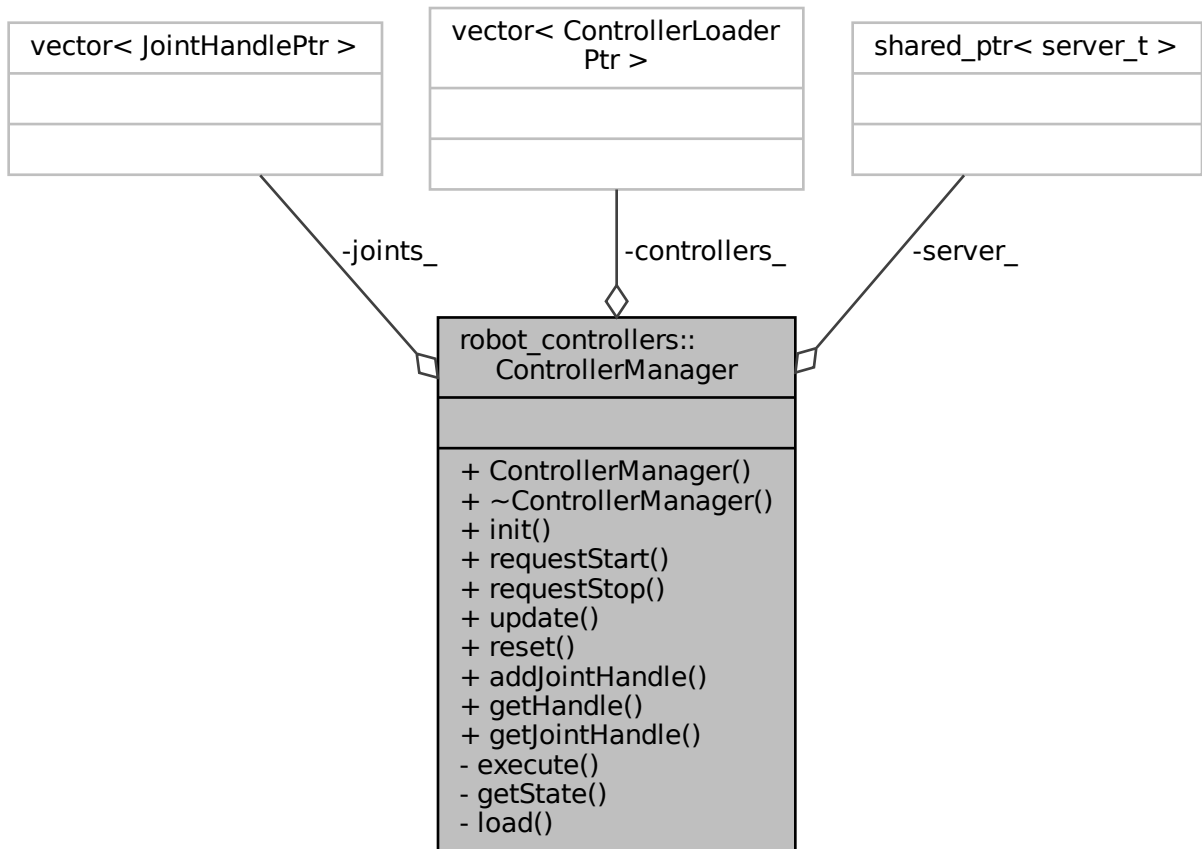 vector< JointHandlePtr >
vector< ControllerLoader
Ptr >
shared_ptr< server_t >
-joints_
-controllers_
-server_
robot_controllers::
ControllerManager
+ ControllerManager()
+ ~ControllerManager()
+ init()
+ requestStart()
+ requestStop()
+ update()
+ reset()
+ addJointHandle()
+ getHandle()
+ getJointHandle()
- execute()
- getState()
- load()